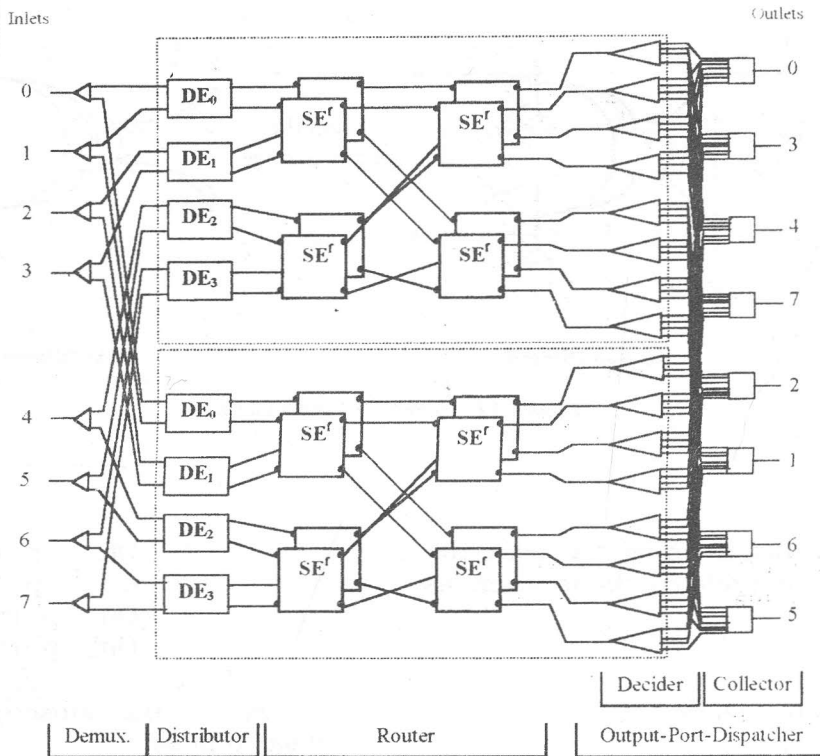 Inlets
Outlets
0
1
2
3
4
5
6
7
DE₀
DE₁
DE₂
DE₃
SEᶠ
SEᶠ
SEᶠ
SEᶠ
DE₀
DE₁
DE₂
DE₃
SEᶠ
SEᶠ
SEᶠ
SEᶠ
0
3
4
7
2
1
6
5
Decider
Collector
Demux.
Distributor
Router
Output-Port-Dispatcher